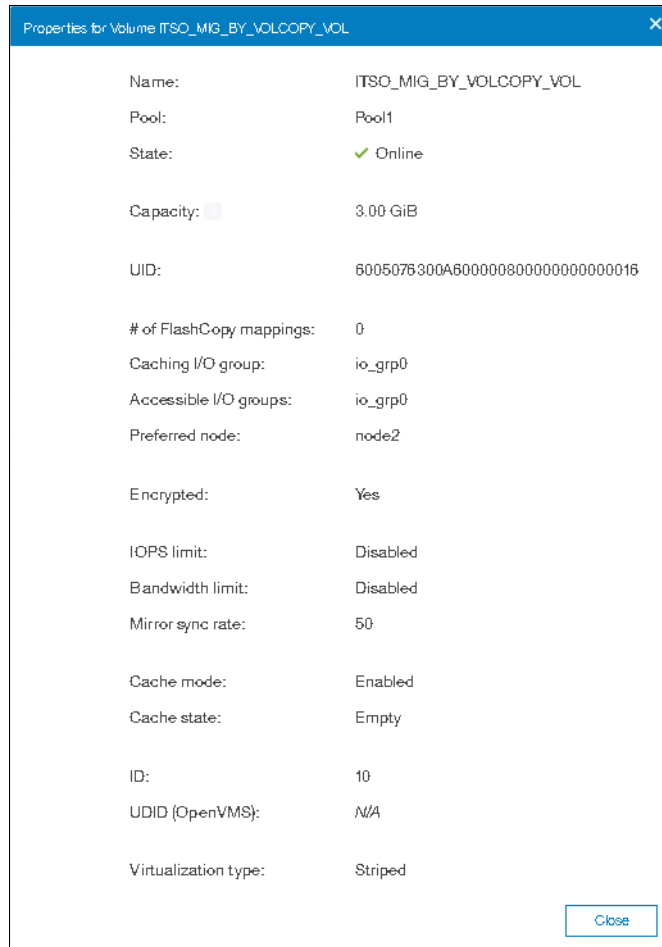 Properties for Volume ITSO_MIG_BY_VOLCOPY_VOL
Name: ITSO_MIG_BY_VOLCOPY_VOL
Pool: Pool1
State: Online
Capacity: 3.00 GiB
UID: 6005076300A600000800000000000016
# of FlashCopy mappings: 0
Caching I/O group: io_grp0
Accessible I/O groups: io_grp0
Preferred node: node2
Encrypted: Yes
IOPS limit: Disabled
Bandwidth limit: Disabled
Mirror sync rate: 50
Cache mode: Enabled
Cache state: Empty
ID: 10
UDID (OpenVMS): N/A
Virtualization type: Striped
Close